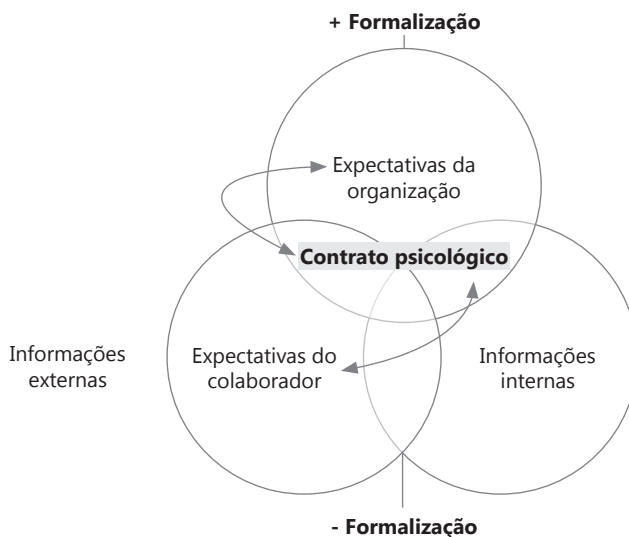 + Formalização
Expectativas da
organização
Contrato psicológico
Informações
externas
Expectativas do
colaborador
Informações
internas
- Formalização